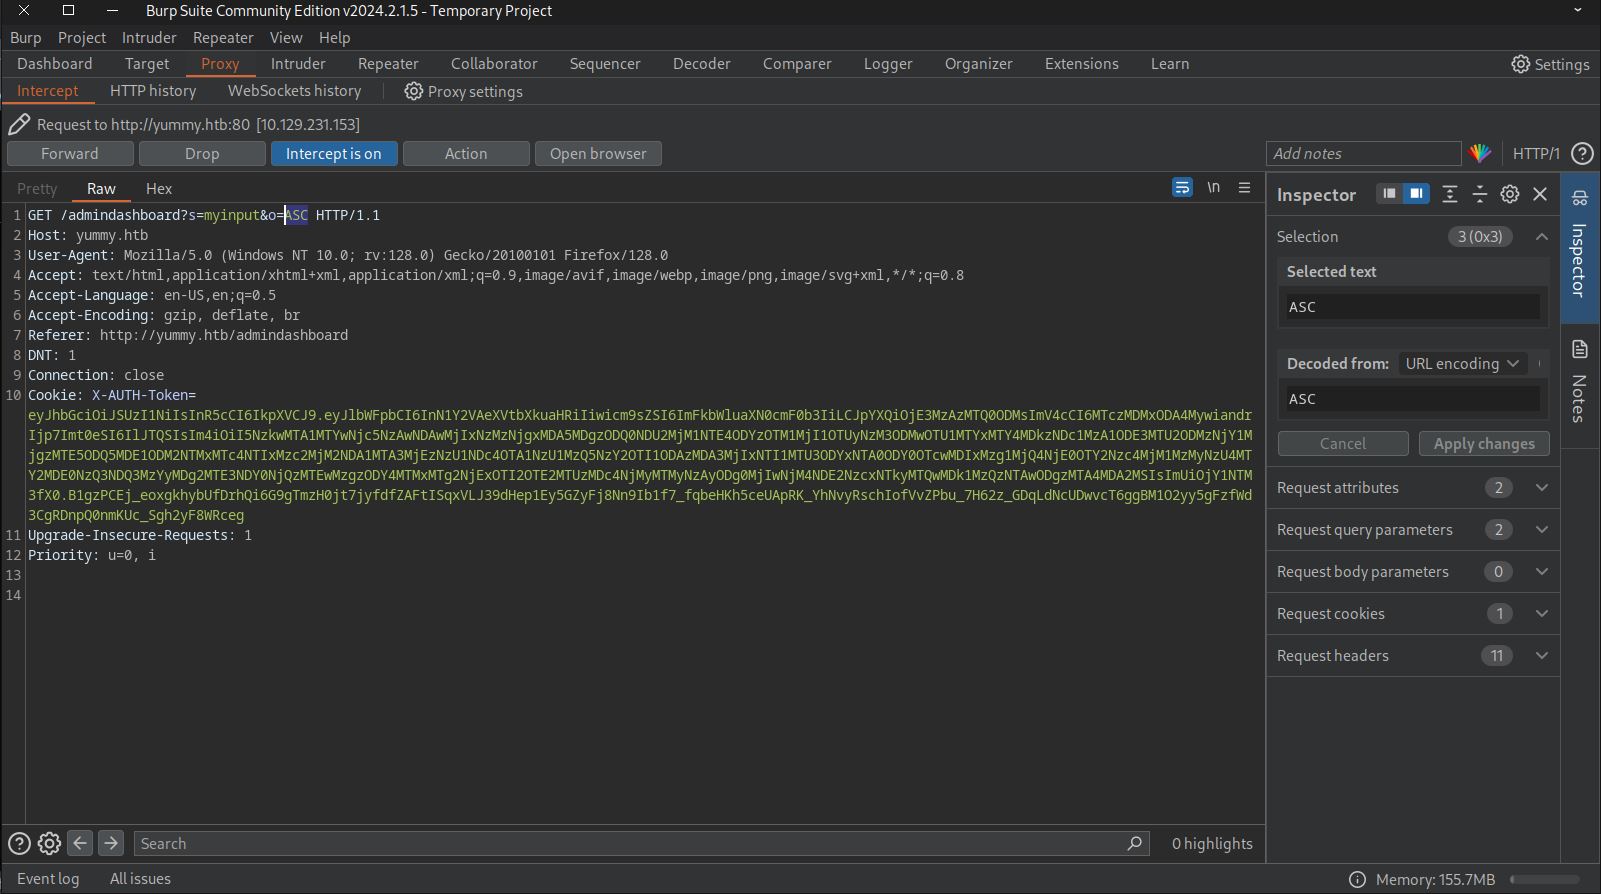 Burp Suite Community Edition v2024.2.1.5 - Temporary Project
Burp Project Intruder Repeater View Help
Dashboard Target Proxy Intruder Repeater Collaborator Sequencer Decoder Comparer Logger Organizer Extensions Learn Settings
Intercept HTTP history WebSockets history Proxy settings
Request to http://yummy.htb:80 [10.129.231.153]
Forward Drop Intercept is on Action Open browser Add notes HTTP/1
Pretty Raw Hex \n
1 GET /admindashboard?s=myinput&o=ASC HTTP/1.1
2 Host: yummy.htb
3 User-Agent: Mozilla/5.0 (Windows NT 10.0; rv:128.0) Gecko/20100101 Firefox/128.0
4 Accept: text/html,application/xhtml+xml,application/xml;q=0.9,image/avif,image/webp,image/png,image/svg+xml,*/*;q=0.8
5 Accept-Language: en-US,en;q=0.5
6 Accept-Encoding: gzip, deflate, br
7 Referer: http://yummy.htb/admindashboard
8 DNT: 1
9 Connection: close
10 Cookie: X-AUTH-Token=
11 Upgrade-Insecure-Requests: 1
12 Priority: u=0, i
13
14
Inspector
Selection 3 (0x3)
Selected text
ASC
Decoded from: URL encoding
ASC
Cancel Apply changes
Request attributes 2
Request query parameters 2
Request body parameters 0
Request cookies 1
Request headers 11
Inspector
Notes
Search 0 highlights
Event log All issues Memory: 155.7MB